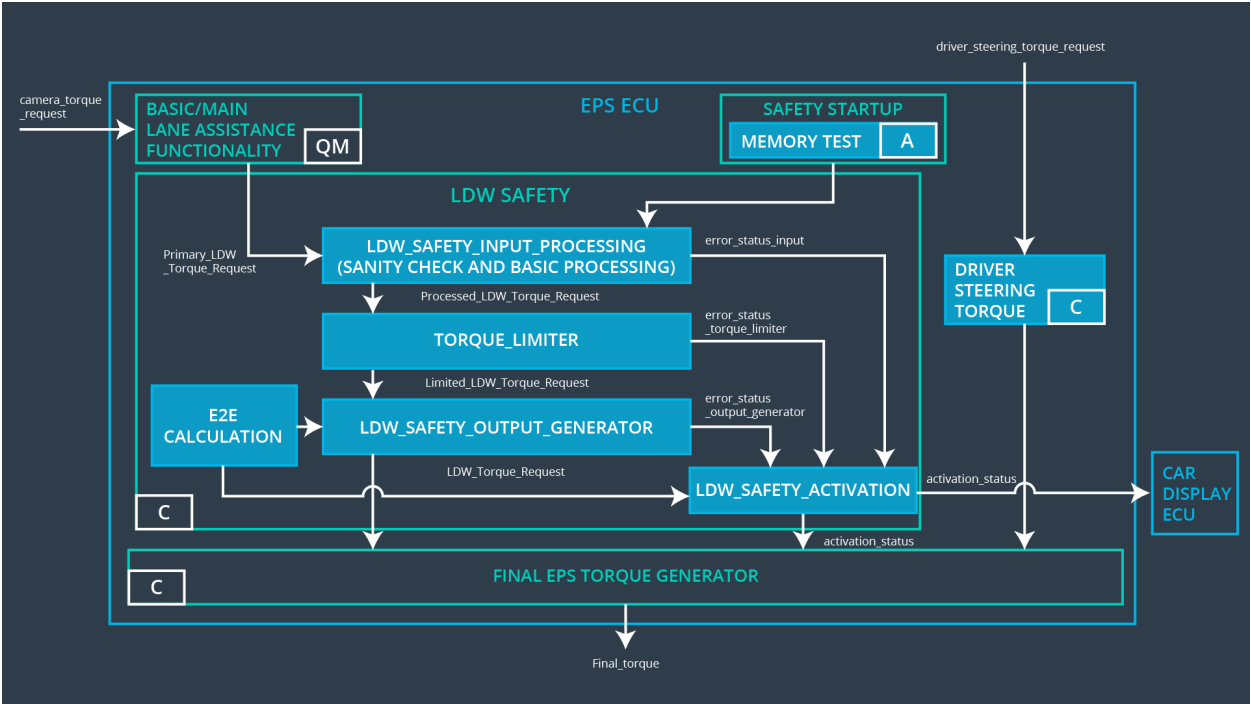 driver_steering_torque_request
camera_torque
_request
BASIC/MAIN
LANE ASSISTANCE
FUNCTIONALITY
QM
EPS ECU
SAFETY STARTUP
MEMORY TEST
A
LDW SAFETY
Primary_LDW
_Torque_Request
LDW_SAFETY_INPUT_PROCESSING
(SANITY CHECK AND BASIC PROCESSING)
error_status_input
DRIVER
STEERING
TORQUE
C
Processed_LDW_Torque_Request
TORQUE_LIMITER
error_status
_torque_limiter
Limited_LDW_Torque_Request
E2E
CALCULATION
LDW_SAFETY_OUTPUT_GENERATOR
error_status
_output_generator
LDW_Torque_Request
LDW_SAFETY_ACTIVATION
activation_status
CAR
DISPLAY
ECU
C
activation_status
FINAL EPS TORQUE GENERATOR
C
Final_torque